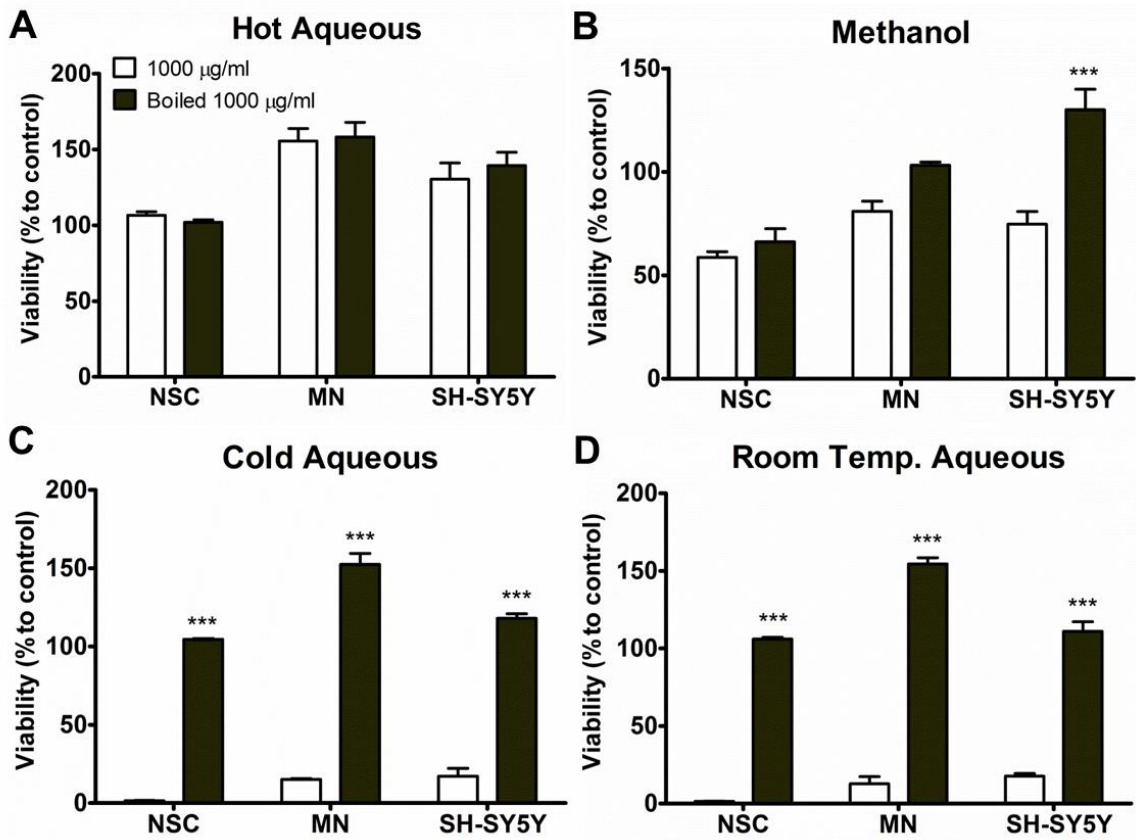 A
Hot Aqueous
Viability (% to control)
200
150
100
50
0
1000 μg/ml
Boiled 1000 μg/ml
NSC MN SH-SY5Y
B
Methanol
Viability (% to control)
150
100
50
0
***
NSC MN SH-SY5Y
C
Cold Aqueous
Viability (% to control)
200
150
100
50
0
*** *** ***
NSC MN SH-SY5Y
D
Room Temp. Aqueous
Viability (% to control)
200
150
100
50
0
*** *** ***
NSC MN SH-SY5Y